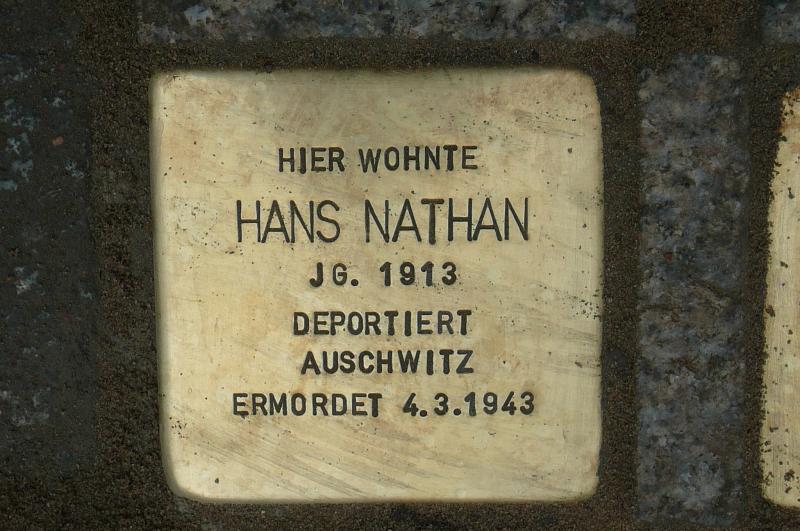 HIER WOHNTE
HANS NATHAN
JG. 1913
DEPORTIERT
AUSCHWITZ
ERMORDET 4.3.1943